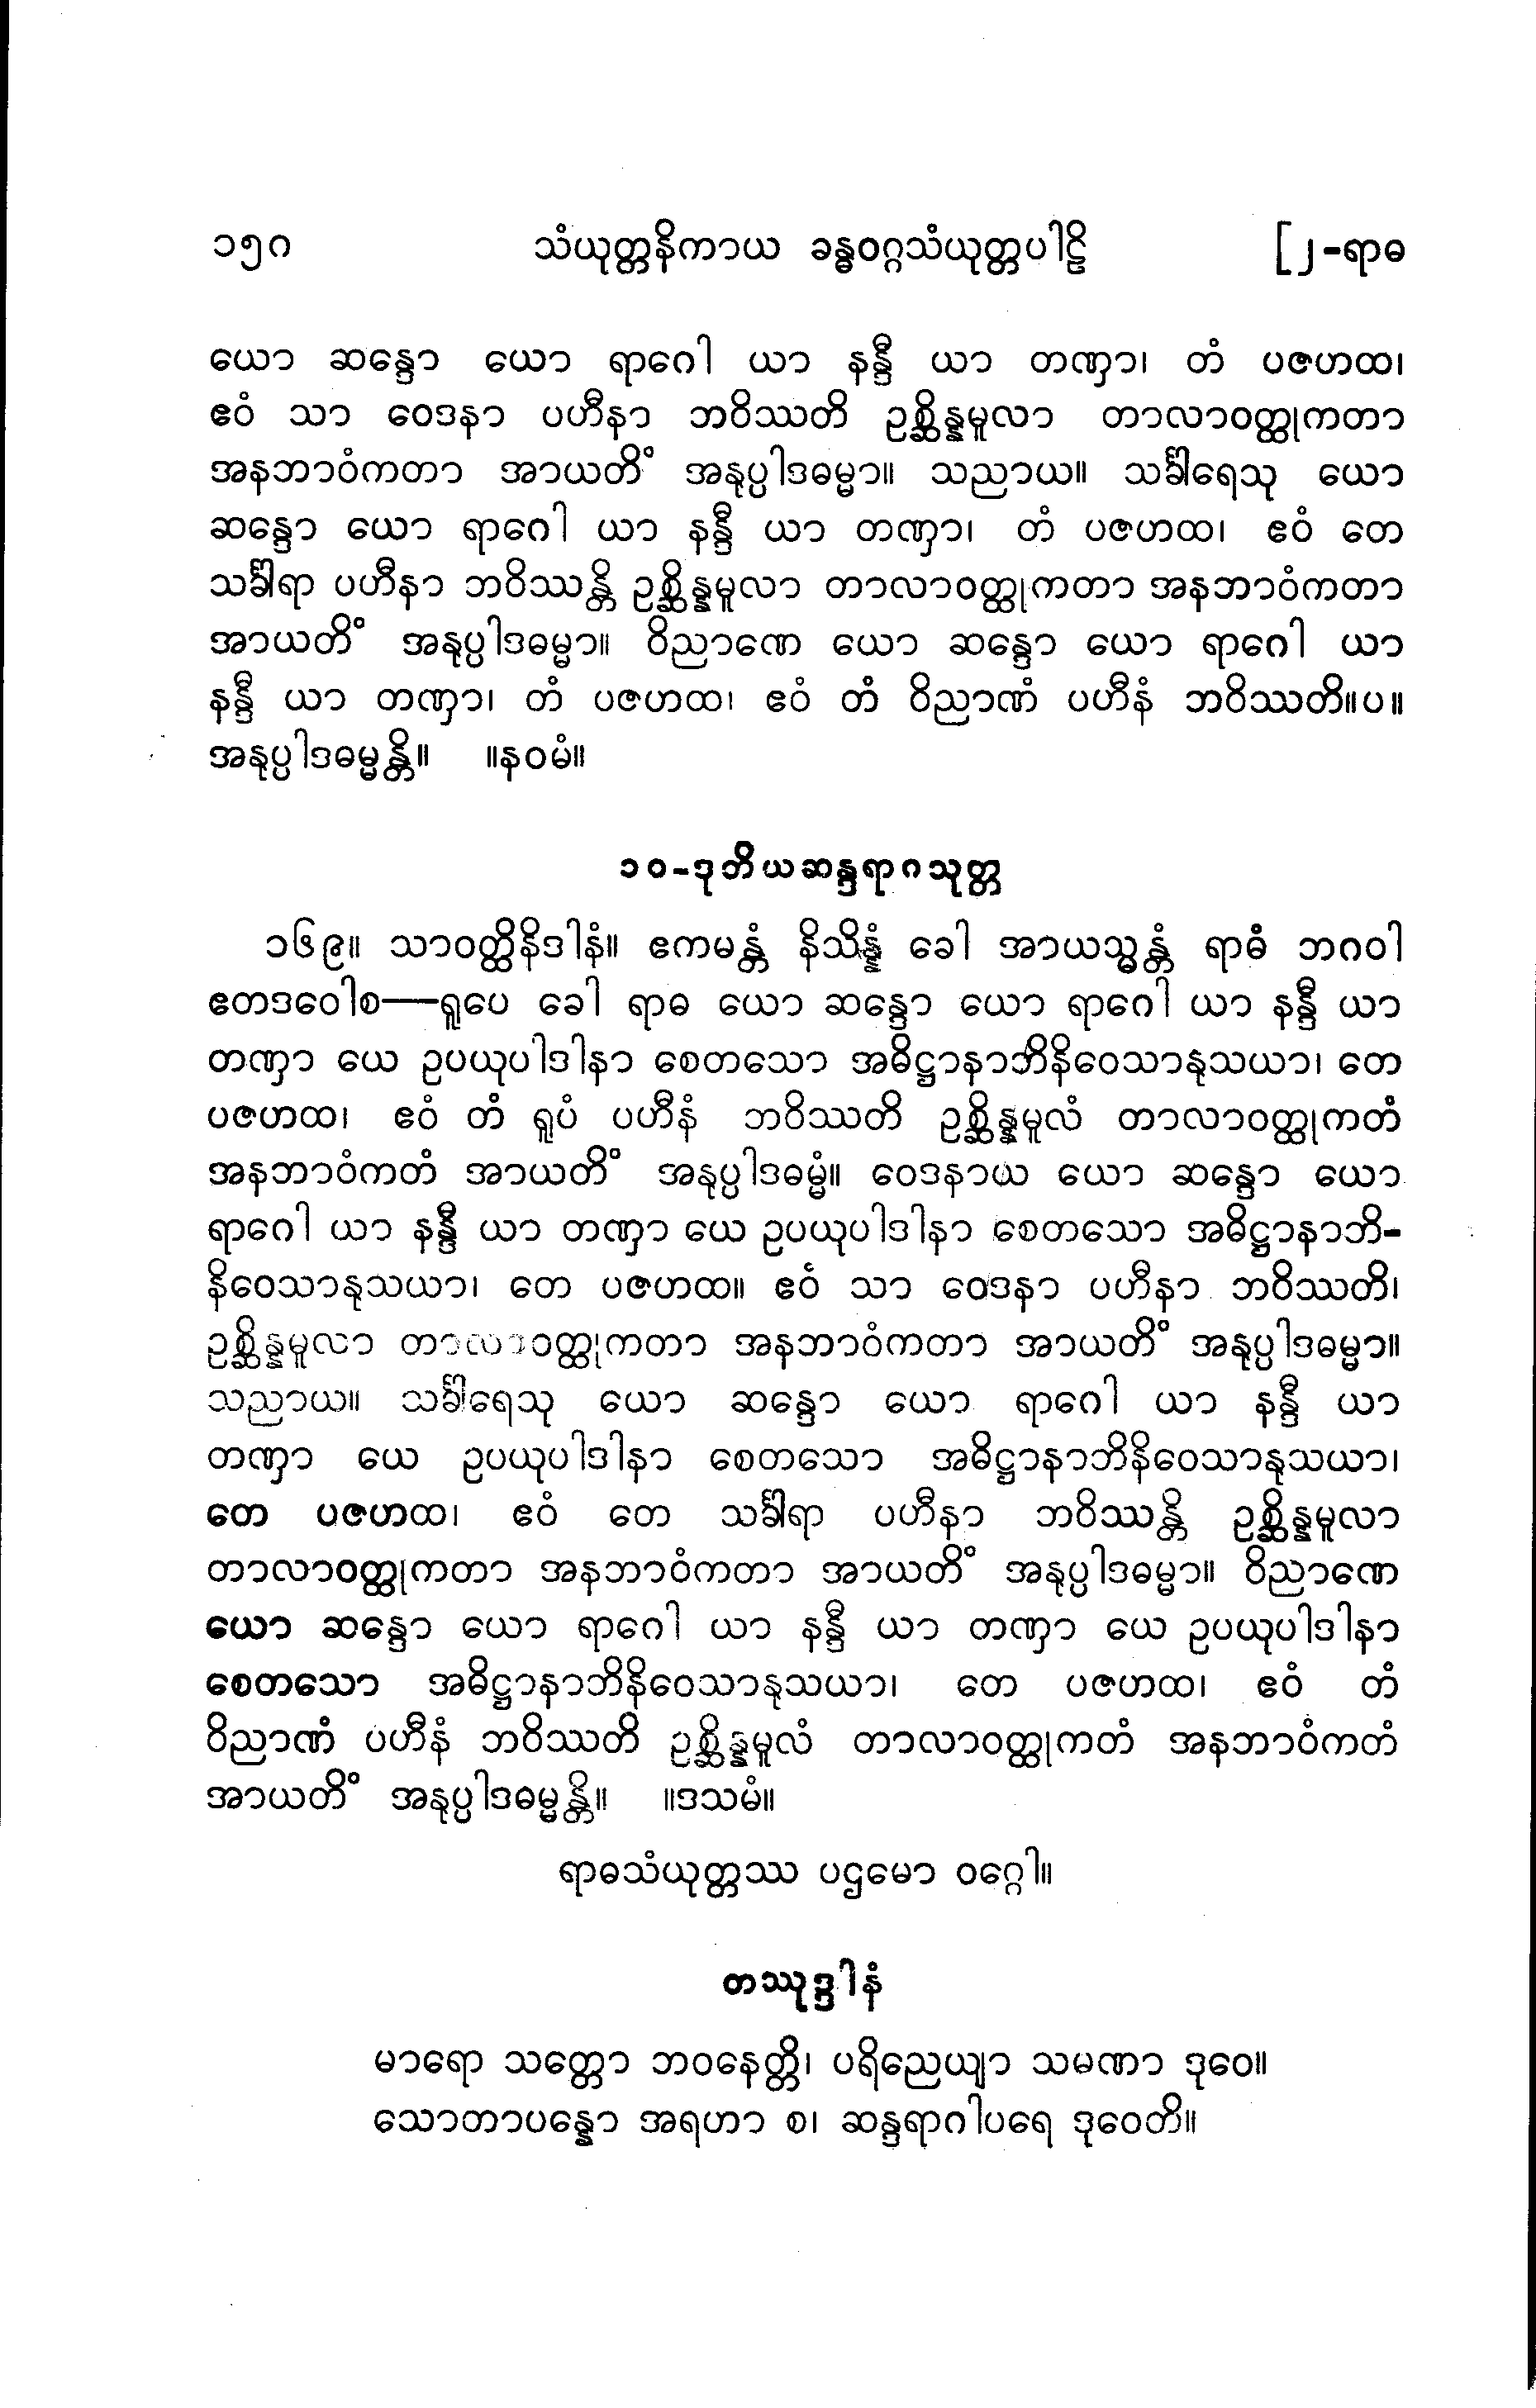 ၁၅ဂ သံယုတ္တနိကာယ ခန္ဓဝဂ္ဂသံယုတ္တပါဠိ [၂-ရာဓ
ယော ဆန္ဒော ယော ရာဂေါ ယာ နန္ဒီ ယာ တဏှာ၊ တံ ပဇဟထ၊
ဧဝံ သာ ဝေဒနာ ပဟီနာ ဘဝိဿတိ ဥစ္ဆိန္နမူလာ တာလာဝတ္ထုကတာ
အနဘာဝံကတာ အာယတိံ အနုပ္ပါဒဓမ္မာ။ သညာယ။ သင်္ခါရေသု ယော
ဆန္ဒော ယော ရာဂေါ ယာ နန္ဒီ ယာ တဏှာ၊ တံ ပဇဟထ၊ ဧဝံ တေ
သင်္ခါရာ ပဟီနာ ဘဝိဿန္တိ ဥစ္ဆိန္နမူလာ တာလာဝတ္ထုကတာ အနဘာဝံကတာ
အာယတိံ အနုပ္ပါဒဓမ္မာ။ ဝိညာဏေ ယော ဆန္ဒော ယော ရာဂေါ ယာ
နန္ဒီ ယာ တဏှာ၊ တံ ပဇဟထ၊ ဧဝံ တံ ဝိညာဏံ ပဟီနံ ဘဝိဿတိ။ပ။
အနုပ္ပါဒဓမ္မန္တိ။ ။နဝမံ။
၁၀-ဒုတိယဆန္ဒရာဂသုတ္တ
၁၆၉။ သာဝတ္ထိနိဒါနံ။ ဧကမန္တံ နိသိန္နံ ခေါ အာယသ္မန္တံ ရာဓံ ဘဂဝါ
ဧတဒဝေါစ—ရူပေ ခေါ ရာဓ ယော ဆန္ဒော ယော ရာဂေါ ယာ နန္ဒီ ယာ
တဏှာ ယေ ဥပယုပါဒါနာ စေတသော အဓိဋ္ဌာနာဘိနိဝေသာနုသယာ၊ တေ
ပဇဟထ၊ ဧဝံ တံ ရူပံ ပဟီနံ ဘဝိဿတိ ဥစ္ဆိန္နမူလံ တာလာဝတ္ထုကတံ
အနဘာဝံကတံ အာယတိံ အနုပ္ပါဒဓမ္မံ။ ဝေဒနာယ ယော ဆန္ဒော ယော
ရာဂေါ ယာ နန္ဒီ ယာ တဏှာ ယေ ဥပယုပါဒါနာ စေတသော အဓိဋ္ဌာနာဘိ-
နိဝေသာနုသယာ၊ တေ ပဇဟထ။ ဧဝံ သာ ဝေဒနာ ပဟီနာ ဘဝိဿတိ၊
ဥစ္ဆိန္နမူလာ တာလာဝတ္ထုကတာ အနဘာဝံကတာ အာယတိံ အနုပ္ပါဒဓမ္မာ။
သညာယ။ သင်္ခါရေသု ယော ဆန္ဒော ယော ရာဂေါ ယာ နန္ဒီ ယာ
တဏှာ ယေ ဥပယုပါဒါနာ စေတသော အဓိဋ္ဌာနာဘိနိဝေသာနုသယာ၊
တေ ပဇဟထ၊ ဧဝံ တေ သင်္ခါရာ ပဟီနာ ဘဝိဿန္တိ ဥစ္ဆိန္နမူလာ
တာလာဝတ္ထုကတာ အနဘာဝံကတာ အာယတိံ အနုပ္ပါဒဓမ္မာ။ ဝိညာဏေ
ယော ဆန္ဒော ယော ရာဂေါ ယာ နန္ဒီ ယာ တဏှာ ယေ ဥပယုပါဒါနာ
စေတသော အဓိဋ္ဌာနာဘိနိဝေသာနုသယာ၊ တေ ပဇဟထ၊ ဧဝံ တံ
ဝိညာဏံ ပဟီနံ ဘဝိဿတိ ဥစ္ဆိန္နမူလံ တာလာဝတ္ထုကတံ အနဘာဝံကတံ
အာယတိံ အနုပ္ပါဒဓမ္မန္တိ။ ။ဒသမံ။
ရာဓသံယုတ္တဿ ပဌမော ဝဂ္ဂေါ။
တဿုဒ္ဒါနံ
မာရော သတ္တော ဘဝနေတ္တိ၊ ပရိညေယျာ သမဏာ ဒုဝေ။
သောတာပန္နော အရဟာ စ၊ ဆန္ဒရာဂါပရေ ဒုဝေတိ။